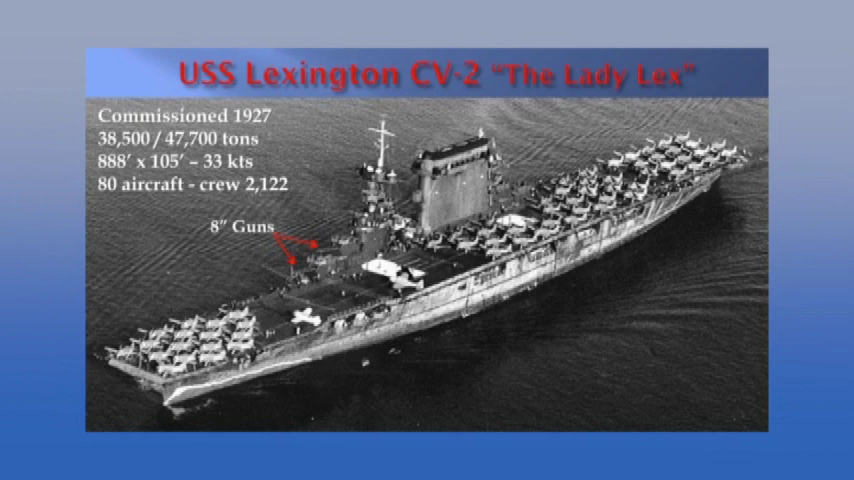 USS Lexington CV-2 “The Lady Lex”
Commissioned 1927
38,500 / 47,700 tons
888’ x 105’ – 33 kts
80 aircraft - crew 2,122
8” Guns